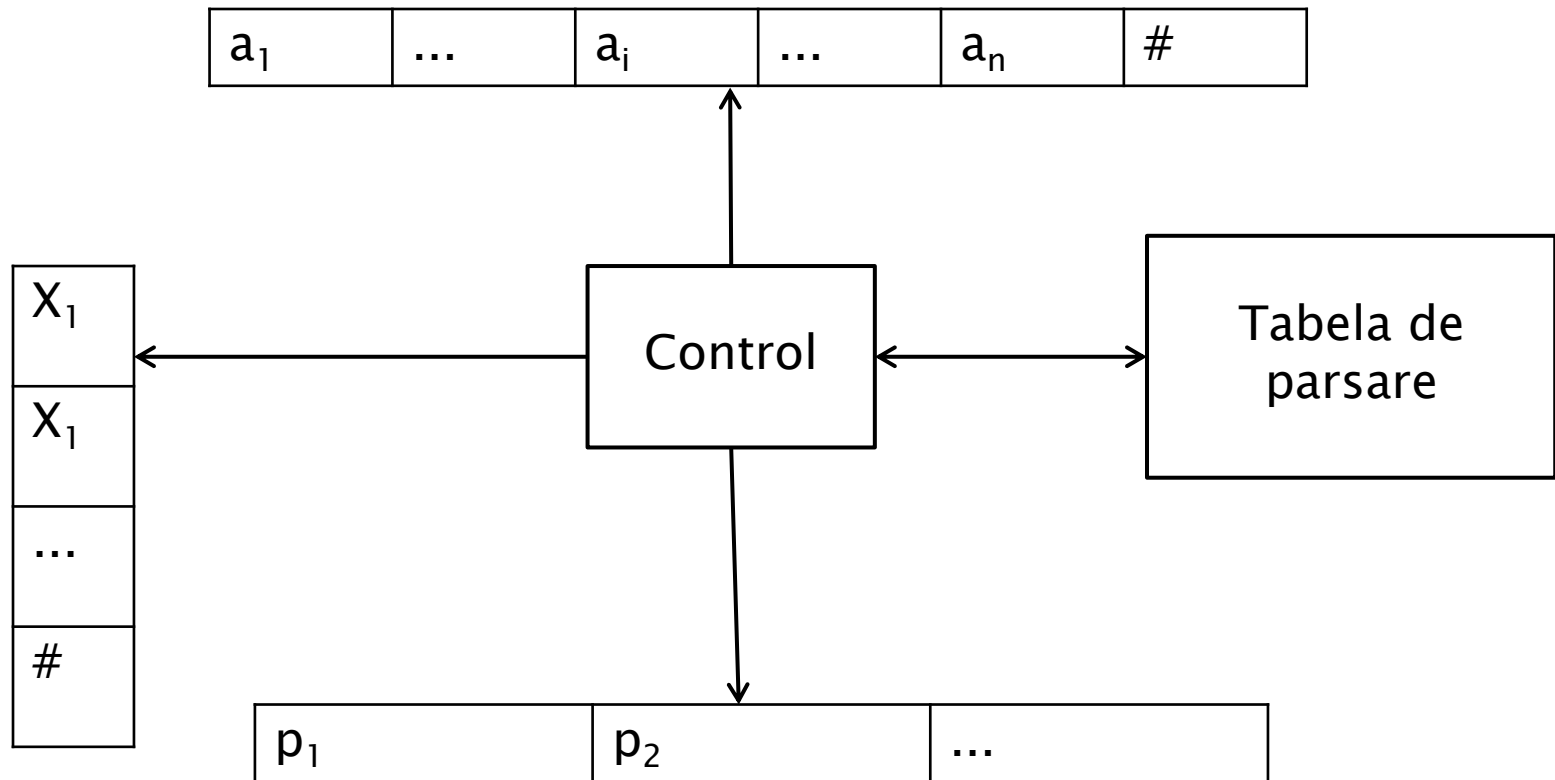 a₁ ... aᵢ ... aₙ #
X₁
X₁
...
#
Control
Tabela de
parsare
p₁ p₂ ...